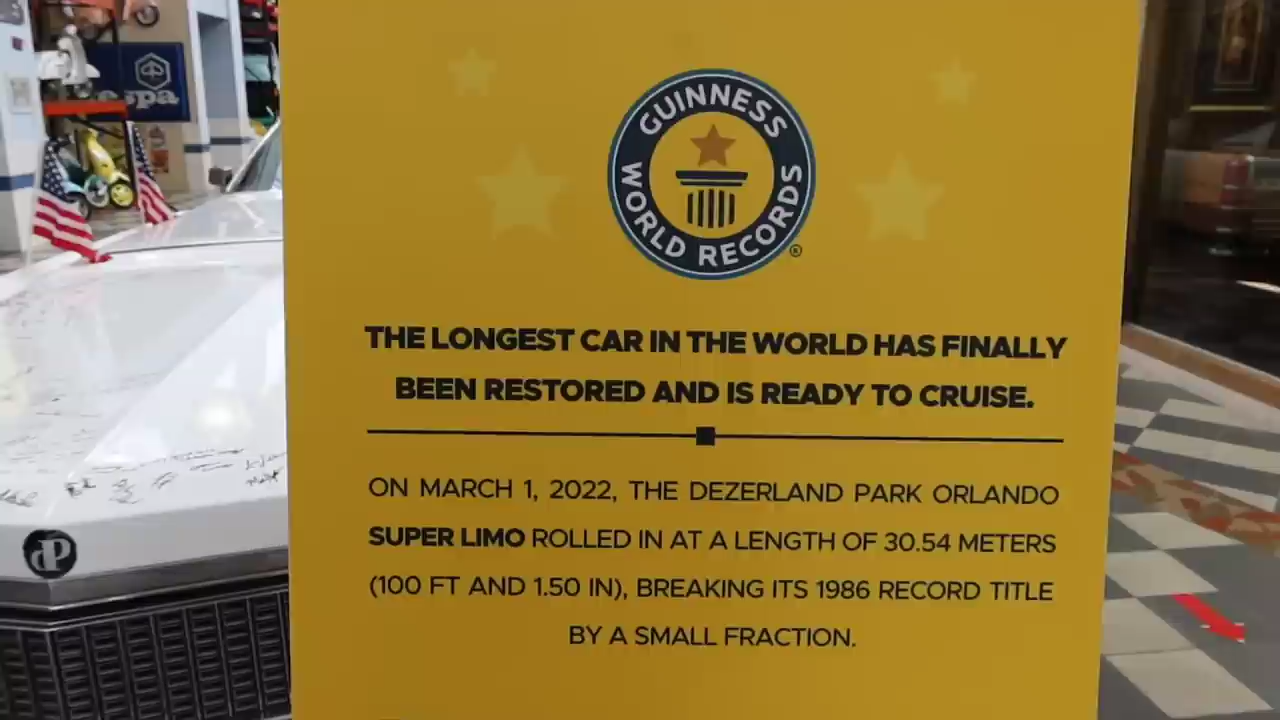 espa
GUINNESS
WORLD RECORDS
®
THE LONGEST CAR IN THE WORLD HAS FINALLY
BEEN RESTORED AND IS READY TO CRUISE.
ON MARCH 1, 2022, THE DEZERLAND PARK ORLANDO
SUPER LIMO ROLLED IN AT A LENGTH OF 30.54 METERS
(100 FT AND 1.50 IN), BREAKING ITS 1986 RECORD TITLE
BY A SMALL FRACTION.
dP